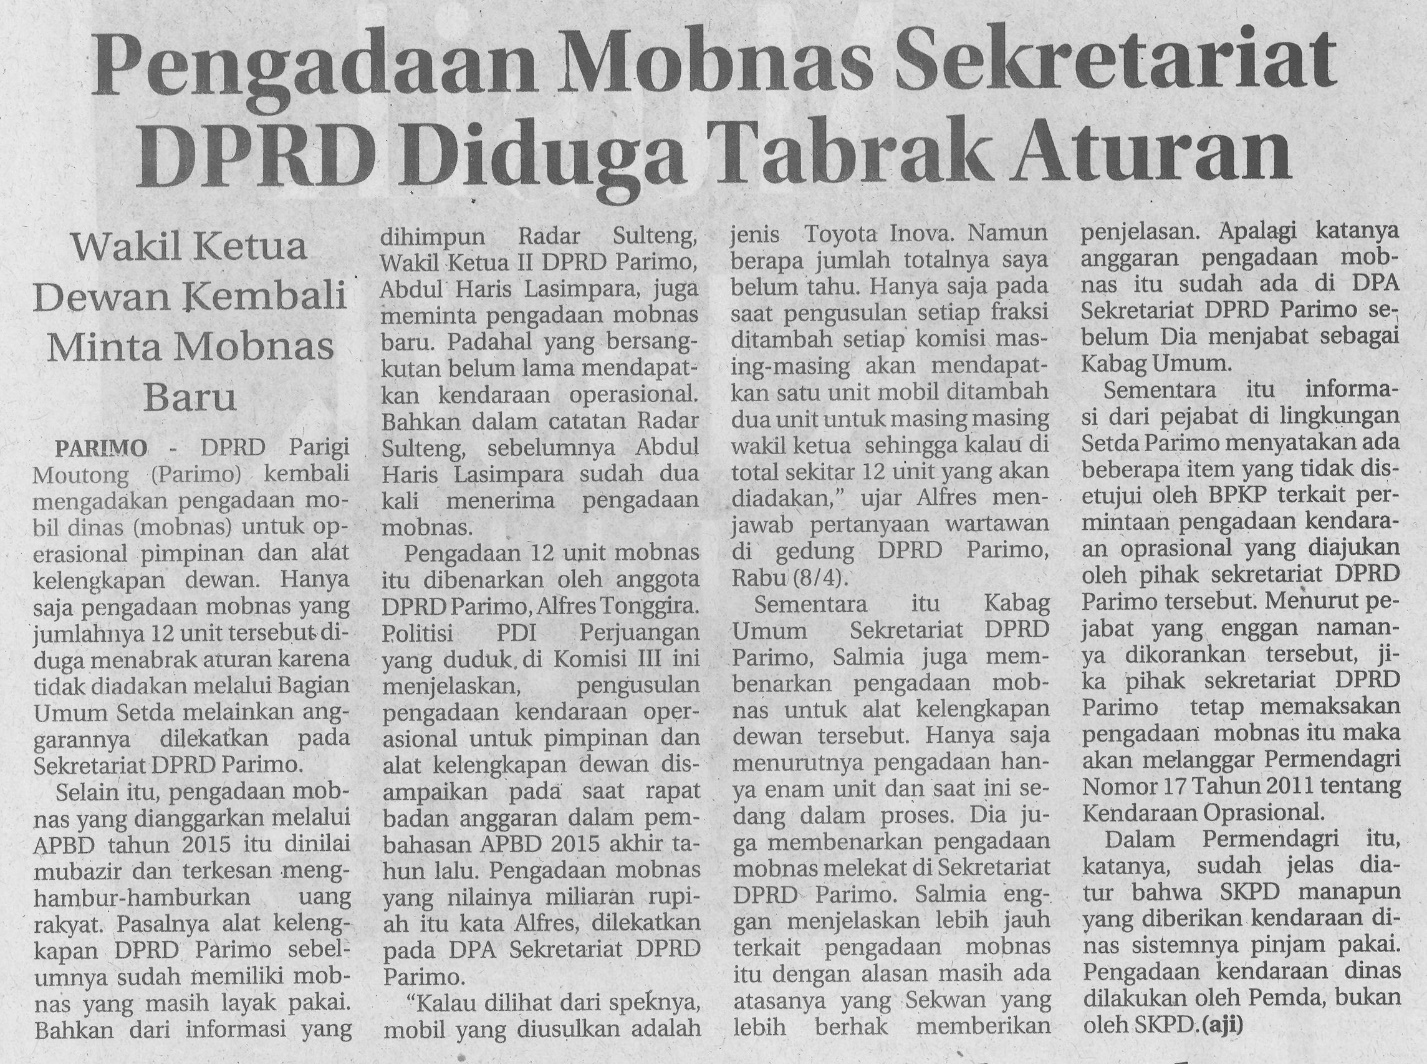 Pengadaan Mobnas Sekretariat
DPRD Diduga Tabrak Aturan
Wakil Ketua
Dewan Kembali
Minta Mobnas
Baru
PARIMO - DPRD Parigi
Moutong (Parimo) kembali
mengadakan pengadaan mo-
bil dinas (mobnas) untuk op-
erasional pimpinan dan alat
kelengkapan dewan. Hanya
saja pengadaan mobnas yang
jumlahnya 12 unit tersebut di-
duga menabrak aturan karena
tidak diadakan melalui Bagian
Umum Setda melainkan ang-
garannya dilekatkan pada
Sekretariat DPRD Parimo.
Selain itu, pengadaan mob-
nas yang dianggarkan melalui
APBD tahun 2015 itu dinilai
mubazir dan terkesan meng-
hambur-hamburkan uang
rakyat. Pasalnya alat keleng-
kapan DPRD Parimo sebel-
umnya sudah memiliki mob-
nas yang masih layak pakai.
Bahkan dari informasi yang
dihimpun Radar Sulteng,
Wakil Ketua II DPRD Parimo,
Abdul Haris Lasimpara, juga
meminta pengadaan mobnas
baru. Padahal yang bersang-
kutan belum lama mendapat-
kan kendaraan operasional.
Bahkan dalam catatan Radar
Sulteng, sebelumnya Abdul
Haris Lasimpara sudah dua
kali menerima pengadaan
mobnas.
Pengadaan 12 unit mobnas
itu dibenarkan oleh anggota
DPRD Parimo, Alfres Tonggira.
Politisi PDI Perjuangan
yang duduk di Komisi III ini
menjelaskan, pengusulan
pengadaan kendaraan oper-
asional untuk pimpinan dan
alat kelengkapan dewan dis-
ampaikan pada saat rapat
badan anggaran dalam pem-
bahasan APBD 2015 akhir ta-
hun lalu. Pengadaan mobnas
yang nilainya miliaran rupi-
ah itu kata Alfres, dilekatkan
pada DPA Sekretariat DPRD
Parimo.
“Kalau dilihat dari speknya,
mobil yang diusulkan adalah
jenis Toyota Inova. Namun
berapa jumlah totalnya saya
belum tahu. Hanya saja pada
saat pengusulan setiap fraksi
ditambah setiap komisi mas-
ing-masing akan mendapat-
kan satu unit mobil ditambah
dua unit untuk masing masing
wakil ketua sehingga kalau di
total sekitar 12 unit yang akan
diadakan,” ujar Alfres men-
jawab pertanyaan wartawan
di gedung DPRD Parimo,
Rabu (8/4).
Sementara itu Kabag
Umum Sekretariat DPRD
Parimo, Salmia juga mem-
benarkan pengadaan mob-
nas untuk alat kelengkapan
dewan tersebut. Hanya saja
menurutnya pengadaan han-
ya enam unit dan saat ini se-
dang dalam proses. Dia ju-
ga membenarkan pengadaan
mobnas melekat di Sekretariat
DPRD Parimo. Salmia eng-
gan menjelaskan lebih jauh
terkait pengadaan mobnas
itu dengan alasan masih ada
atasanya yang Sekwan yang
lebih berhak memberikan
penjelasan. Apalagi katanya
anggaran pengadaan mob-
nas itu sudah ada di DPA
Sekretariat DPRD Parimo se-
belum Dia menjabat sebagai
Kabag Umum.
Sementara itu informa-
si dari pejabat di lingkungan
Setda Parimo menyatakan ada
beberapa item yang tidak dis-
etujui oleh BPKP terkait per-
mintaan pengadaan kendara-
an oprasional yang diajukan
oleh pihak sekretariat DPRD
Parimo tersebut. Menurut pe-
jabat yang enggan naman-
ya dikorankan tersebut, ji-
ka pihak sekretariat DPRD
Parimo tetap memaksakan
pengadaan mobnas itu maka
akan melanggar Permendagri
Nomor 17 Tahun 2011 tentang
Kendaraan Oprasional.
Dalam Permendagri itu,
katanya, sudah jelas dia-
tur bahwa SKPD manapun
yang diberikan kendaraan di-
nas sistemnya pinjam pakai.
Pengadaan kendaraan dinas
dilakukan oleh Pemda, bukan
oleh SKPD.(aji)